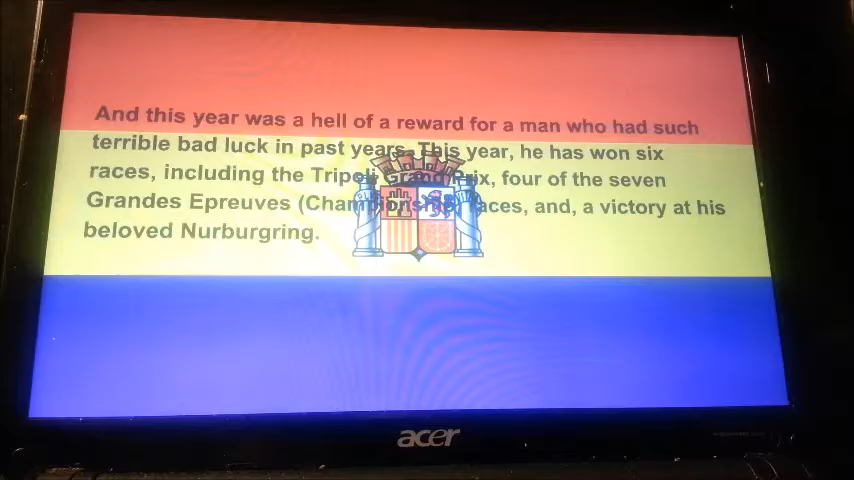 And this year was a hell of a reward for a man who had such
terrible bad luck in past years. This year, he has won six
races, including the Tripoli Grand Prix, four of the seven
Grandes Epreuves (Championship) races, and, a victory at his
beloved Nurburgring.
acer